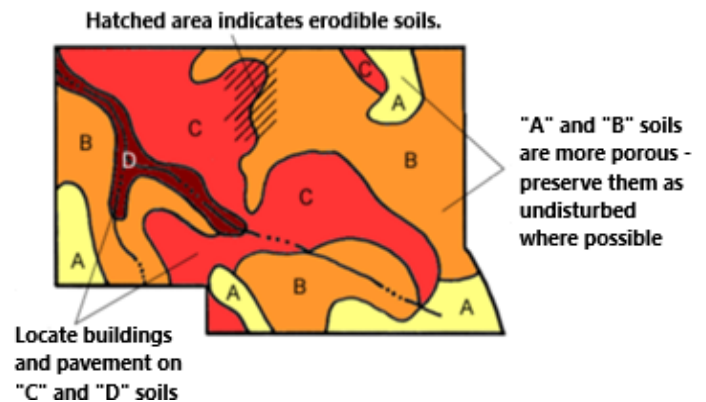 Hatched area indicates erodible soils.
C
A
"A" and "B" soils
are more porous -
preserve them as
undisturbed
where possible
C
B
D
B
C
A
A
B
A
Locate buildings
and pavement on
"C" and "D" soils